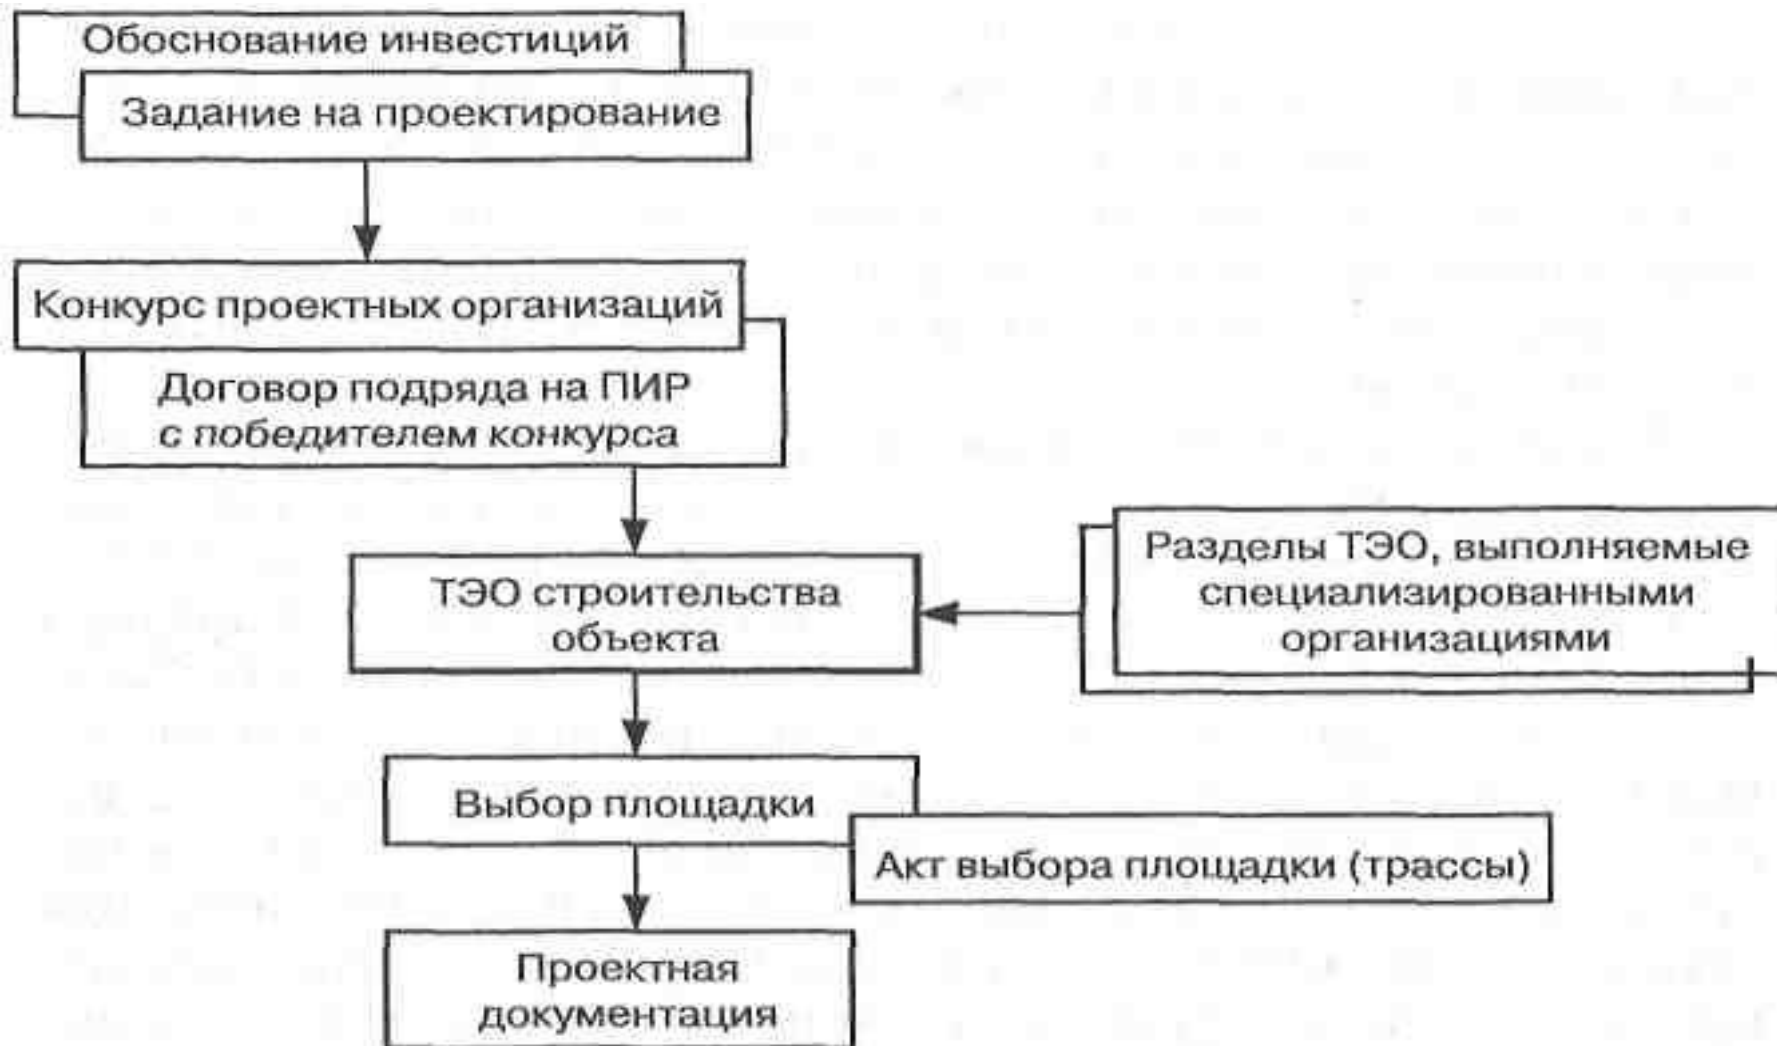 Обоснование инвестиций
Задание на проектирование
Конкурс проектных организаций
Договор подряда на ПИР
с победителем конкурса
ТЭО строительства
объекта
Разделы ТЭО, выполняемые
специализированными
организациями
Выбор площадки
Акт выбора площадки (трассы)
Проектная
документация